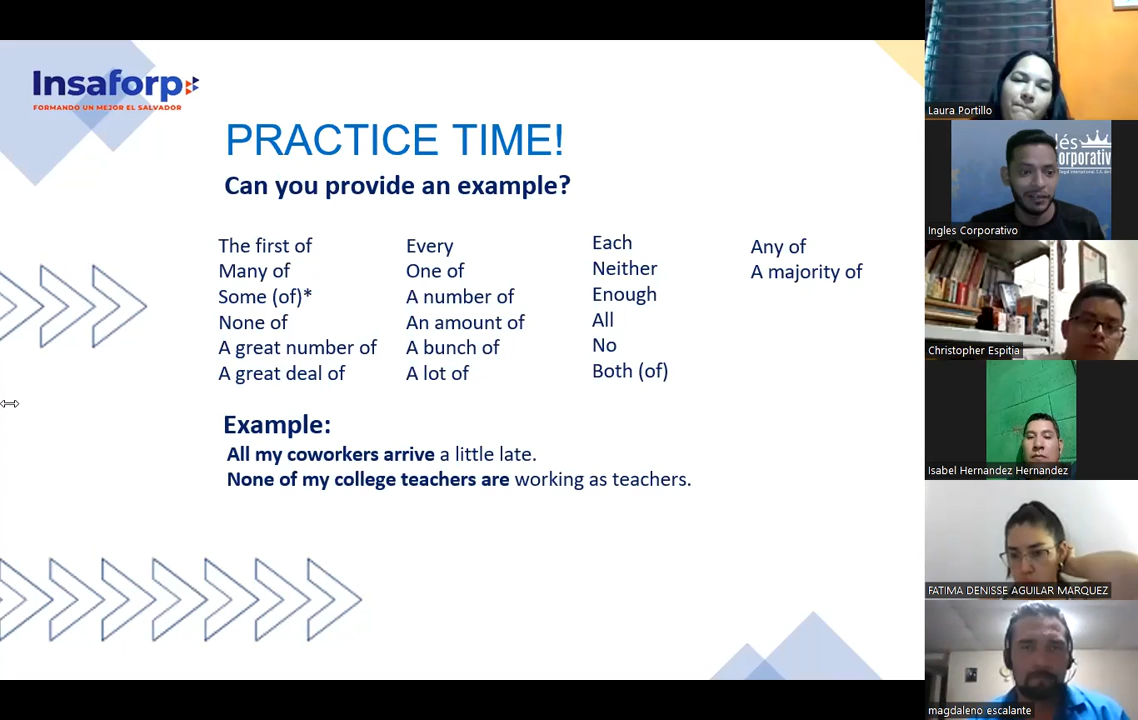 Insaforp
FORMANDO UN MEJOR EL SALVADOR
PRACTICE TIME!
Can you provide an example?
The first of
Many of
Some (of)*
None of
A great number of
A great deal of
Every
One of
A number of
An amount of
A bunch of
A lot of
Each
Neither
Enough
All
No
Both (of)
Any of
A majority of
Example:
All my coworkers arrive a little late.
None of my college teachers are working as teachers.
Laura Portillo
és
orporativ
Ingles Corporativo
Christopher Espitia
Isabel Hernandez Hernandez
FATIMA DENISSE AGUILAR MARQUEZ
magdaleno escalante